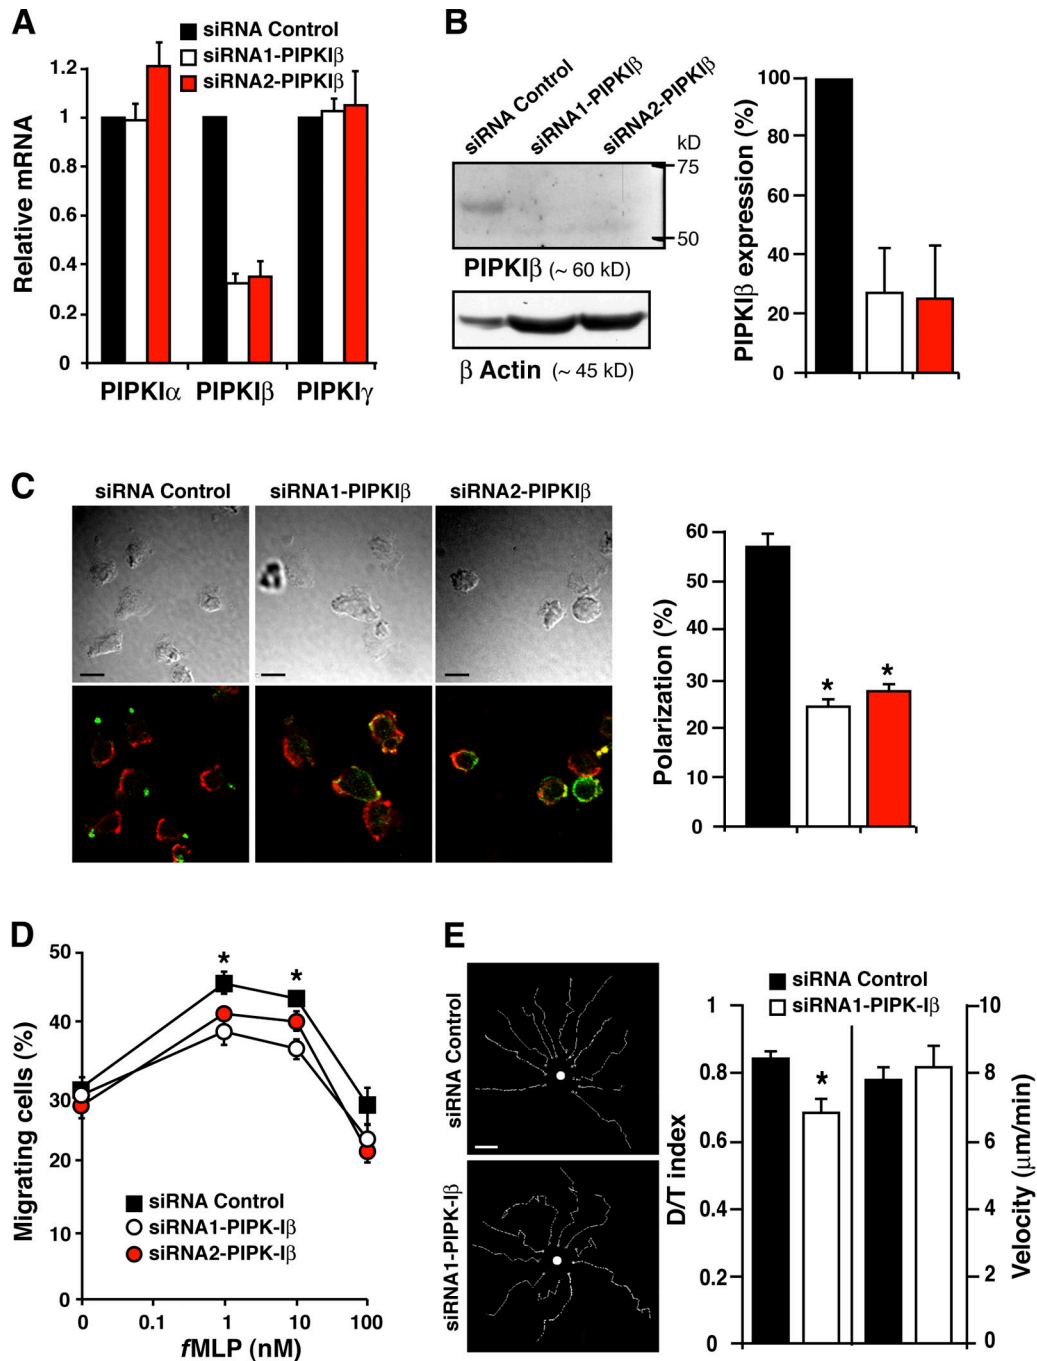 A
siRNA Control
siRNA1-PIPKIβ
siRNA2-PIPKIβ
Relative mRNA
1.2
1
0.8
0.6
0.4
0.2
0
PIPKIα PIPKIβ PIPKIγ
B
siRNA Control
siRNA1-PIPKIβ
siRNA2-PIPKIβ
kD
75
50
PIPKIβ (~ 60 kD)
β Actin (~ 45 kD)
PIPKIβ expression (%)
100
80
60
40
20
0
C
siRNA Control siRNA1-PIPKIβ siRNA2-PIPKIβ
Polarization (%)
60
50
40
30
20
10
0
* *
D
Migrating cells (%)
50
40
30
20
10
0
* *
siRNA Control
siRNA1-PIPK-Iβ
siRNA2-PIPK-Iβ
0 0.1 1 10 100
fMLP (nM)
E
siRNA Control
siRNA1-PIPK-Iβ
siRNA Control
siRNA1-PIPK-Iβ
D/T index
1
0.8
0.6
0.4
0.2
0
*
10
8
6
4
2
0
Velocity (μm/min)